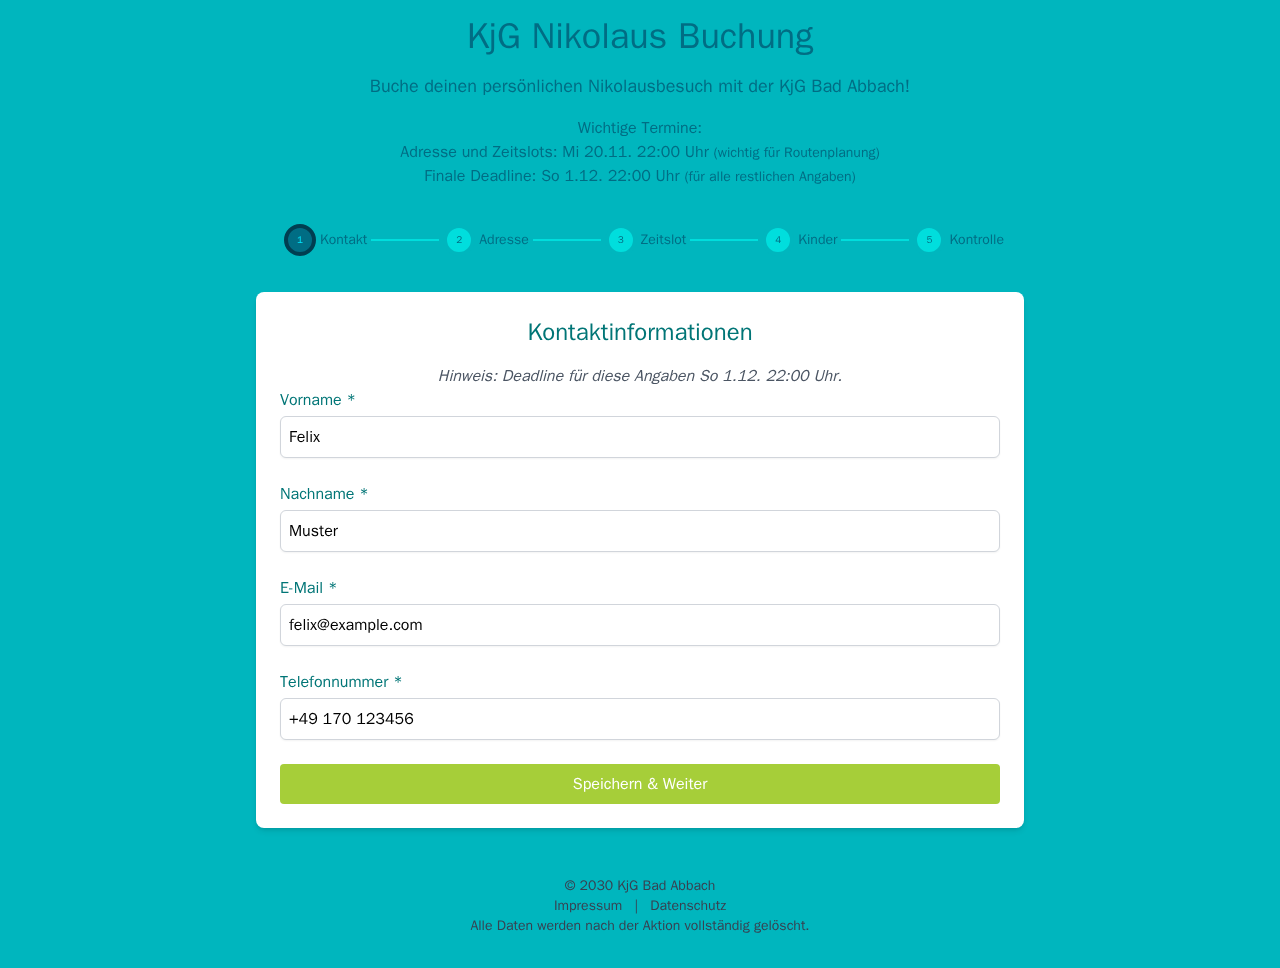 KjG Nikolaus Buchung
Buche deinen persönlichen Nikolausbesuch mit der KjG Bad Abbach!
Wichtige Termine:
Adresse und Zeitslots: Mi 20.11. 22:00 Uhr (wichtig für Routenplanung)
Finale Deadline: So 1.12. 22:00 Uhr (für alle restlichen Angaben)
1 Kontakt 2 Adresse 3 Zeitslot 4 Kinder 5 Kontrolle
Kontaktinformationen
Hinweis: Deadline für diese Angaben So 1.12. 22:00 Uhr.
Vorname *
Felix
Nachname *
Muster
E-Mail *
felix@example.com
Telefonnummer *
+49 170 123456
Speichern & Weiter
© 2030 KjG Bad Abbach
Impressum | Datenschutz
Alle Daten werden nach der Aktion vollständig gelöscht.